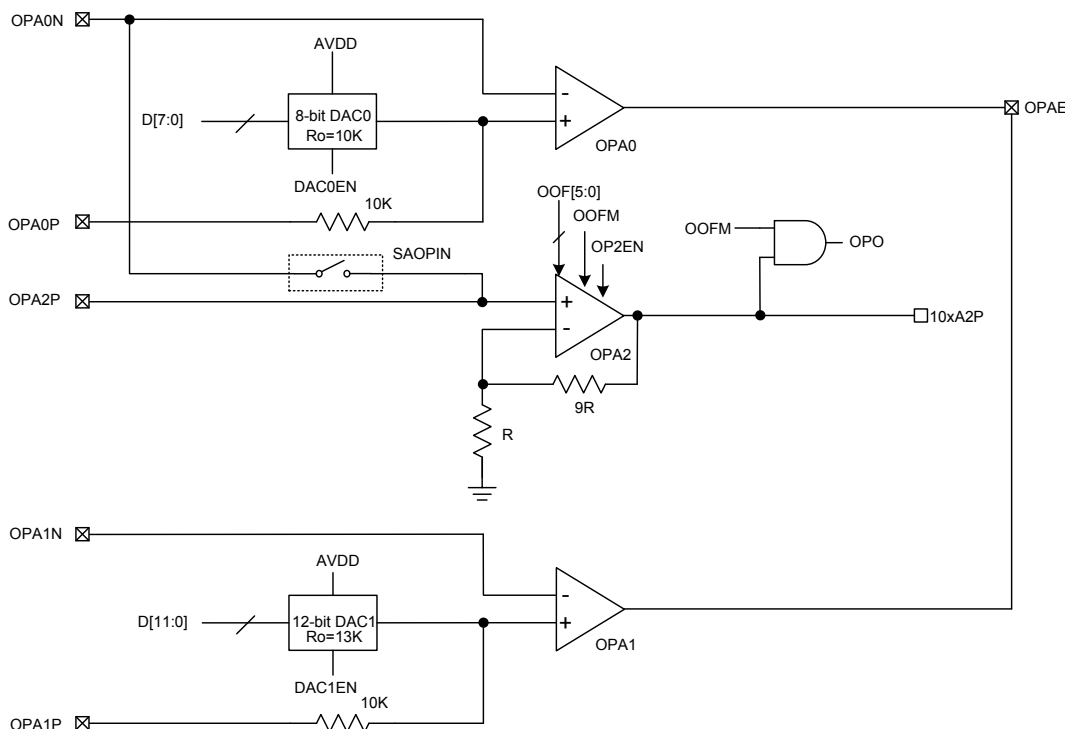 OPA0N
AVDD
D[7:0]
8-bit DAC0
Ro=10K
DAC0EN
-
+
OPA0
OPAE
OPA0P
10K
OOF[5:0]
OOFM
OP2EN
SAOPIN
OPA2P
+
-
OPA2
OOFM
OPO
10xA2P
9R
R
OPA1N
AVDD
D[11:0]
12-bit DAC1
Ro=13K
DAC1EN
-
+
OPA1
10K
OPA1P